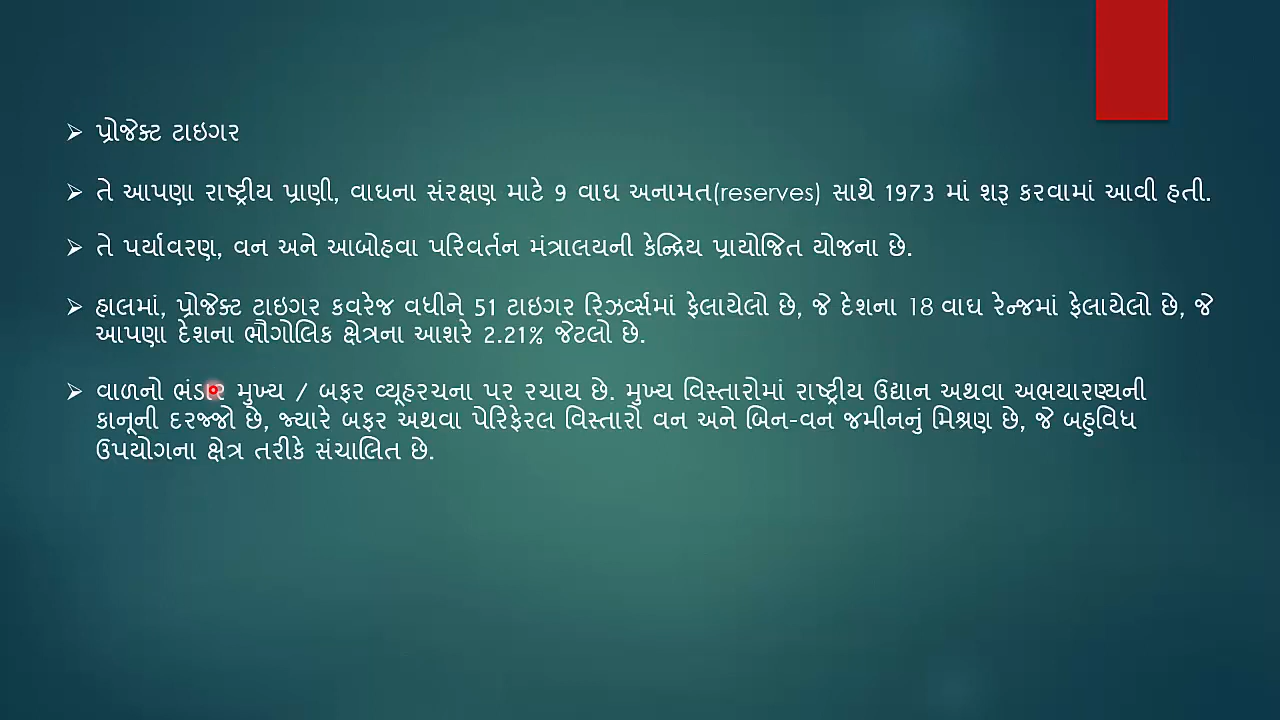 પ્રોજેક્ટ ટાઇગર
તે આપણા રાષ્ટ્રીય પ્રાણી, વાઘના સંરક્ષણ માટે 9 વાઘ અનામત(reserves) સાથે 1973 માં શરૂ કરવામાં આવી હતી.
તે પર્યાવરણ, વન અને આબોહવા પરિવર્તન મંત્રાલયની કેન્દ્રિય પ્રાયોજિત યોજના છે.
હાલમાં, પ્રોજેક્ટ ટાઇગર કવરેજ વધીને 51 ટાઇગર રિઝર્વ્સમાં ફેલાયેલો છે, જે દેશના 18 વાઘ રેન્જમાં ફેલાયેલો છે, જે
આપણા દેશના ભૌગોલિક ક્ષેત્રના આશરે 2.21% જેટલો છે.
વાળનો ભંડાર મુખ્ય / બફર વ્યૂહરચના પર રચાય છે. મુખ્ય વિસ્તારોમાં રાષ્ટ્રીય ઉદ્યાન અથવા અભયારણ્યની
કાનૂની દરજ્જો છે, જ્યારે બફર અથવા પેરિફેરલ વિસ્તારો વન અને બિન-વન જમીનનું મિશ્રણ છે, જે બહુવિધ
ઉપયોગના ક્ષેત્ર તરીકે સંચાલિત છે.